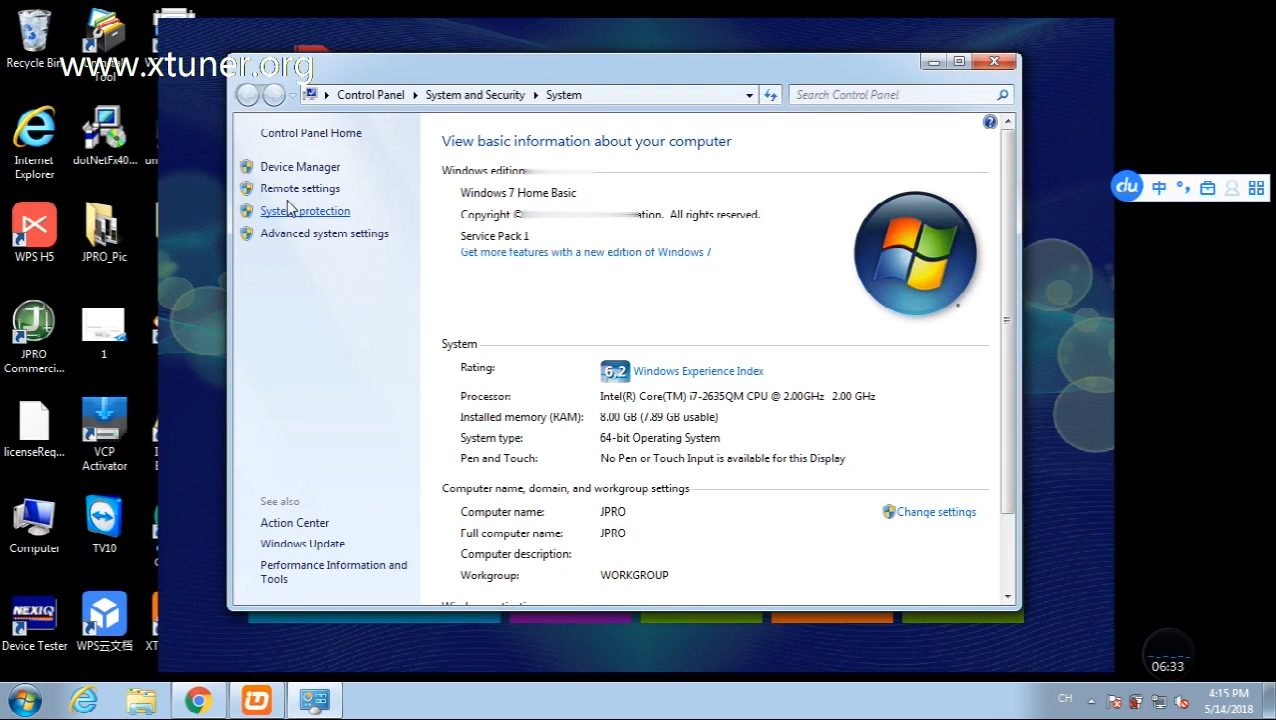 www.xtuner.org
Recycle Bin
Tool
Internet
Explorer
dotNetFx40...
un
WPS H5
JPRO_Pic
JPRO
Commerci...
1
licenseReq...
VCP
Activator
Computer
TV10
NEXIQ
Device Tester
WPS云文档
XT
Control Panel
System and Security
System
Search Control Panel
Control Panel Home
Device Manager
Remote settings
System protection
Advanced system settings
See also
Action Center
Windows Update
Performance Information and
Tools
View basic information about your computer
Windows edition
Windows 7 Home Basic
Copyright © All rights reserved.
Service Pack 1
Get more features with a new edition of Windows 7
System
Rating:
6.2 Windows Experience Index
Processor: Intel(R) Core(TM) i7-2635QM CPU @ 2.00GHz 2.00 GHz
Installed memory (RAM): 8.00 GB (7.89 GB usable)
System type: 64-bit Operating System
Pen and Touch: No Pen or Touch Input is available for this Display
Computer name, domain, and workgroup settings
Computer name: JPRO
Change settings
Full computer name: JPRO
Computer description:
Workgroup: WORKGROUP
du 中
06:33
CH
4:15 PM
5/14/2018